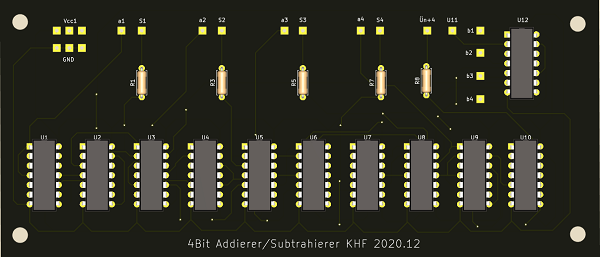 Vcc1 a1 S1 a2 S2 a3 S3 a4 S4 Ün+4 U11 b1 U12
b2
GND
b3
R1 R3 R5 R7 R8
b4
U1 U2 U3 U4 U5 U6 U7 U8 U9 U10
4Bit Addierer/Subtrahierer KHF 2020.12